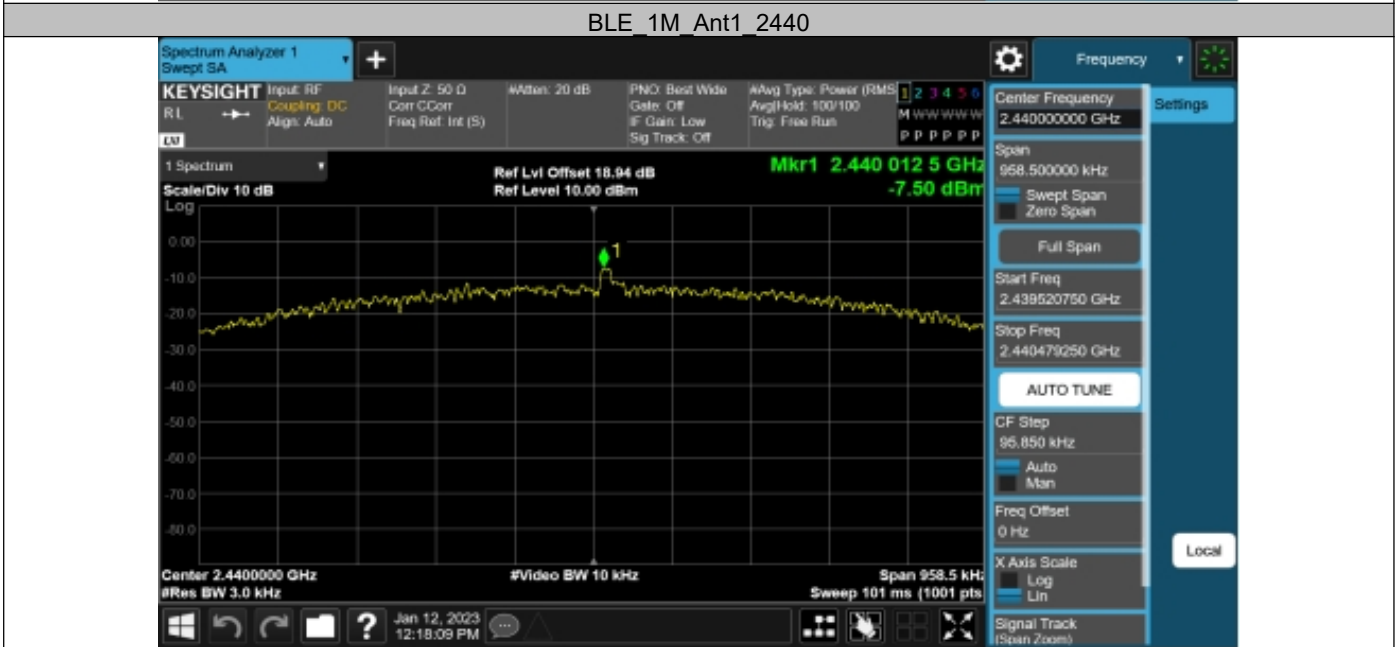 BLE_1M_Ant1_2440
Spectrum Analyzer 1
Swept SA
+
Frequency
KEYSIGHT
RL
LXI
Input: RF
Coupling: DC
Align: Auto
Input Z: 50 Ω
Corr CCorr
Freq Ref: Int (S)
#Atten: 20 dB
PNO: Best Wide
Gate: Off
IF Gain: Low
Sig Track: Off
#Avg Type: Power (RMS
Avg|Hold: 100/100
Trig: Free Run
1 2 3 4 5 6
M W W W W W
P P P P P P
1 Spectrum
Scale/Div 10 dB
Log
Ref Lvl Offset 18.94 dB
Ref Level 10.00 dBm
Mkr1 2.440 012 5 GHz
-7.50 dBm
1
0.00
-10.0
-20.0
-30.0
-40.0
-50.0
-60.0
-70.0
-80.0
Center 2.4400000 GHz
#Res BW 3.0 kHz
#Video BW 10 kHz
Span 958.5 kHz
Sweep 101 ms (1001 pts
?
Jan 12, 2023
12:18:09 PM
Center Frequency
2.440000000 GHz
Settings
Span
958.500000 kHz
Swept Span
Zero Span
Full Span
Start Freq
2.439520750 GHz
Stop Freq
2.440479250 GHz
AUTO TUNE
CF Step
95.850 kHz
Auto
Man
Freq Offset
0 Hz
X Axis Scale
Log
Lin
Local
Signal Track
(Span Zoom)